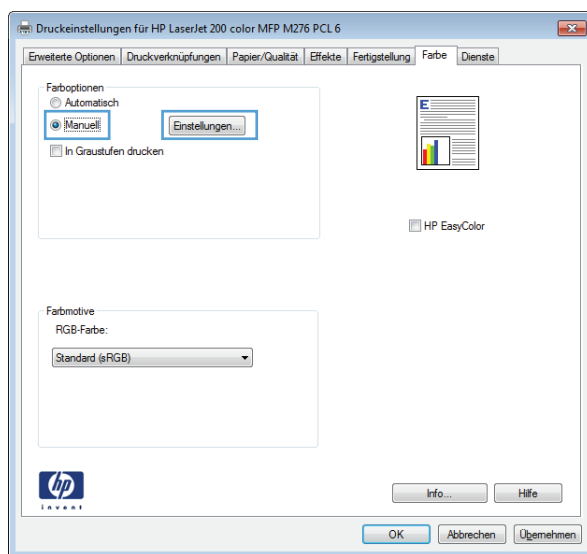 Druckeinstellungen für HP LaserJet 200 color MFP M276 PCL 6
Erweiterte Optionen Druckverknüpfungen Papier/Qualität Effekte Fertigstellung Farbe Dienste
Farboptionen
Automatisch
Manuell Einstellungen...
In Graustufen drucken
E
HP EasyColor
Farbmotive
RGB-Farbe:
Standard (sRGB)
hp
invent
Info... Hilfe
OK Abbrechen Übernehmen